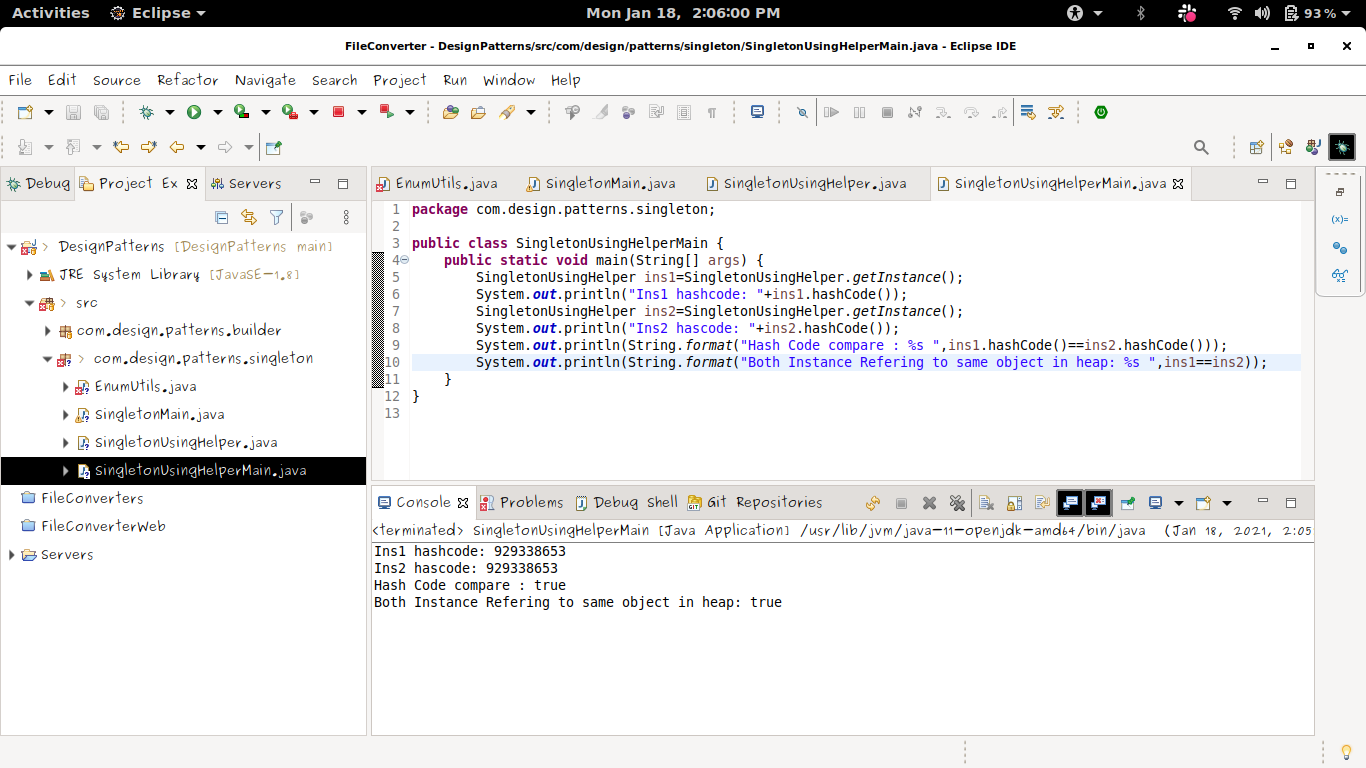 Activities Eclipse Mon Jan 18, 2:06:00 PM 93%
FileConverter - DesignPatterns/src/com/design/patterns/singleton/SingletonUsingHelperMain.java - Eclipse IDE
File Edit Source Refactor Navigate Search Project Run Window Help
Debug Project Ex Servers
DesignPatterns [DesignPatterns main]
JRE System Library [JavaSE-1.8]
src
com.design.patterns.builder
com.design.patterns.singleton
EnumUtils.java
SingletonMain.java
SingletonUsingHelper.java
SingletonUsingHelperMain.java
FileConverters
FileConverterWeb
Servers
EnumUtils.java SingletonMain.java SingletonUsingHelper.java SingletonUsingHelperMain.java
1 package com.design.patterns.singleton;
2
3 public class SingletonUsingHelperMain {
4 public static void main(String[] args) {
5 SingletonUsingHelper ins1=SingletonUsingHelper.getInstance();
6 System.out.println("Ins1 hashcode: "+ins1.hashCode());
7 SingletonUsingHelper ins2=SingletonUsingHelper.getInstance();
8 System.out.println("Ins2 hascode: "+ins2.hashCode());
9 System.out.println(String.format("Hash Code compare : %s ",ins1.hashCode()==ins2.hashCode()));
10 System.out.println(String.format("Both Instance Refering to same object in heap: %s ",ins1==ins2));
11 }
12 }
13
(x)=
Console Problems Debug Shell Git Repositories
<terminated> SingletonUsingHelperMain [Java Application] /usr/lib/jvm/java-11-openjdk-amd64/bin/java (Jan 18, 2021, 2:05
Ins1 hashcode: 929338653
Ins2 hascode: 929338653
Hash Code compare : true
Both Instance Refering to same object in heap: true